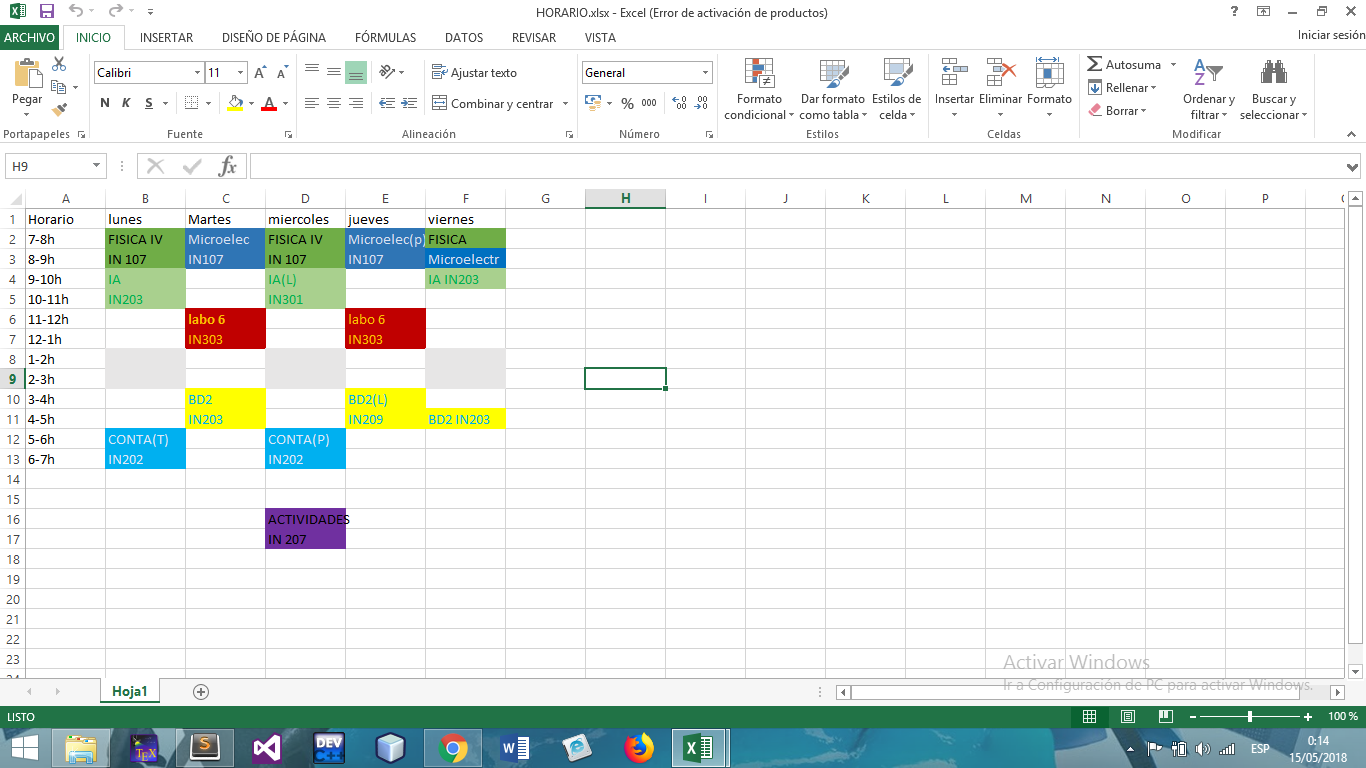 HORARIO.xlsx - Excel (Error de activación de productos)
?
ARCHIVO INICIO INSERTAR DISEÑO DE PÁGINA FÓRMULAS DATOS REVISAR VISTA Iniciar sesión
Pegar
Portapapeles
Calibri 11
N K S A A A
Fuente
Ajustar texto
Combinar y centrar
Alineación
General
% 000
Número
Formato condicional
Dar formato como tabla
Estilos de celda
Estilos
Insertar Eliminar Formato
Celdas
Autosuma
Rellenar
Borrar
Ordenar y filtrar
Buscar y seleccionar
Modificar
H9 fx
A B C D E F G H I J K L M N O P
1 Horario lunes Martes miercoles jueves viernes
2 7-8h FISICA IV Microelec FISICA IV Microelec(p) FISICA
3 8-9h IN 107 IN107 IN 107 IN107 Microelectr
4 9-10h IA IA(L) IA IN203
5 10-11h IN203 IN301
6 11-12h labo 6 labo 6
7 12-1h IN303 IN303
8 1-2h
9 2-3h
10 3-4h BD2 BD2(L)
11 4-5h IN203 IN209 BD2 IN203
12 5-6h CONTA(T) CONTA(P)
13 6-7h IN202 IN202
14
15
16 ACTIVIDADES
17 IN 207
18
19
20
21
22
23
Activar Windows
Ir a Configuración de PC para activar Windows.
Hoja1
LISTO 100 %
TEX S DEV C++ W X ESP 0:14
15/05/2018